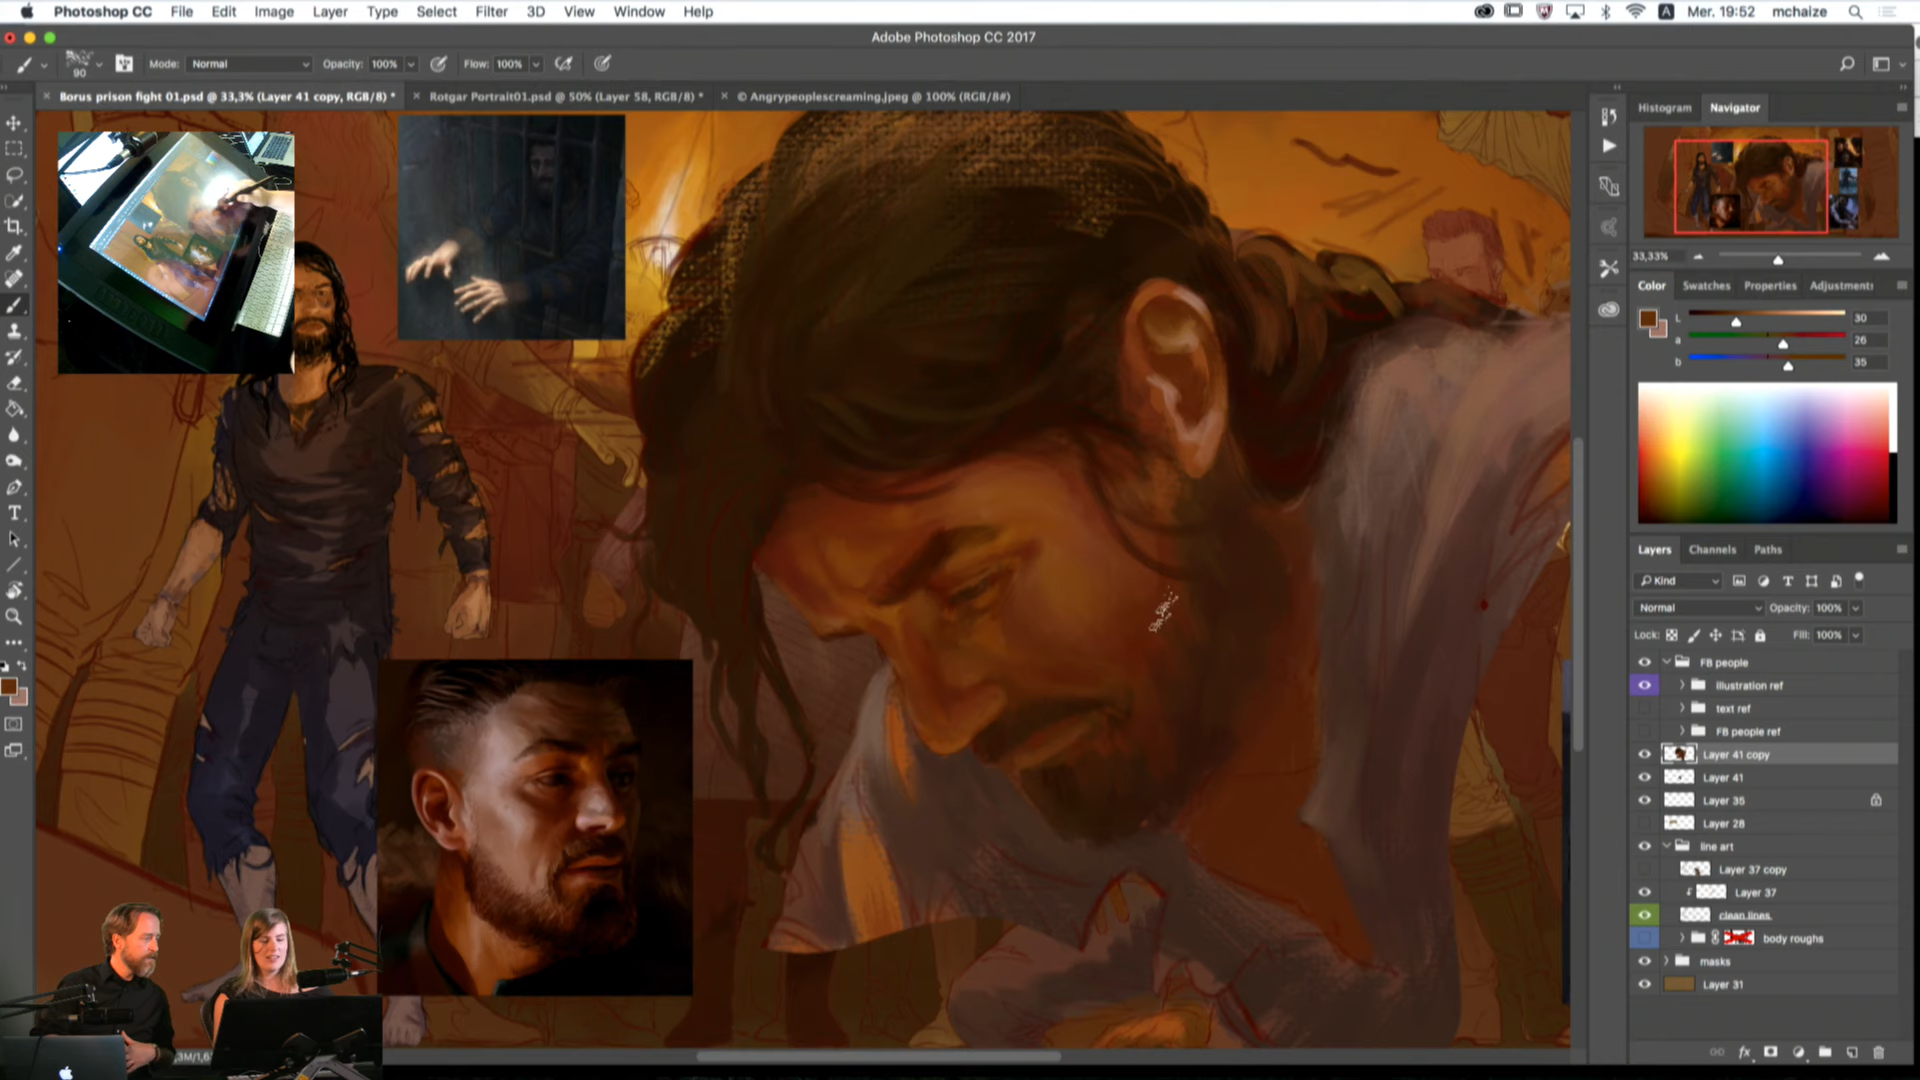 Photoshop CC File Edit Image Layer Type Select Filter 3D View Window Help A Mer. 19:52 mchaize
Adobe Photoshop CC 2017
90 Mode: Normal Opacity: 100% Flow: 100%
× Borus prison fight 01.psd @ 33,3% (Layer 41 copy, RGB/8) * × Rotgar Portrait01.psd @ 50% (Layer 58, RGB/8) * × © Angrypeoplescreaming.jpeg @ 100% (RGB/8#)
Histogram Navigator
33,33%
Color Swatches Properties Adjustments
L 30
a 26
b 35
Layers Channels Paths
Kind
Normal Opacity: 100%
Lock: Fill: 100%
FB people
illustration ref
text ref
FB people ref
Layer 41 copy
Layer 41
Layer 35
Layer 28
line art
Layer 37 copy
Layer 37
clean lines
body roughs
masks
Layer 31
fx